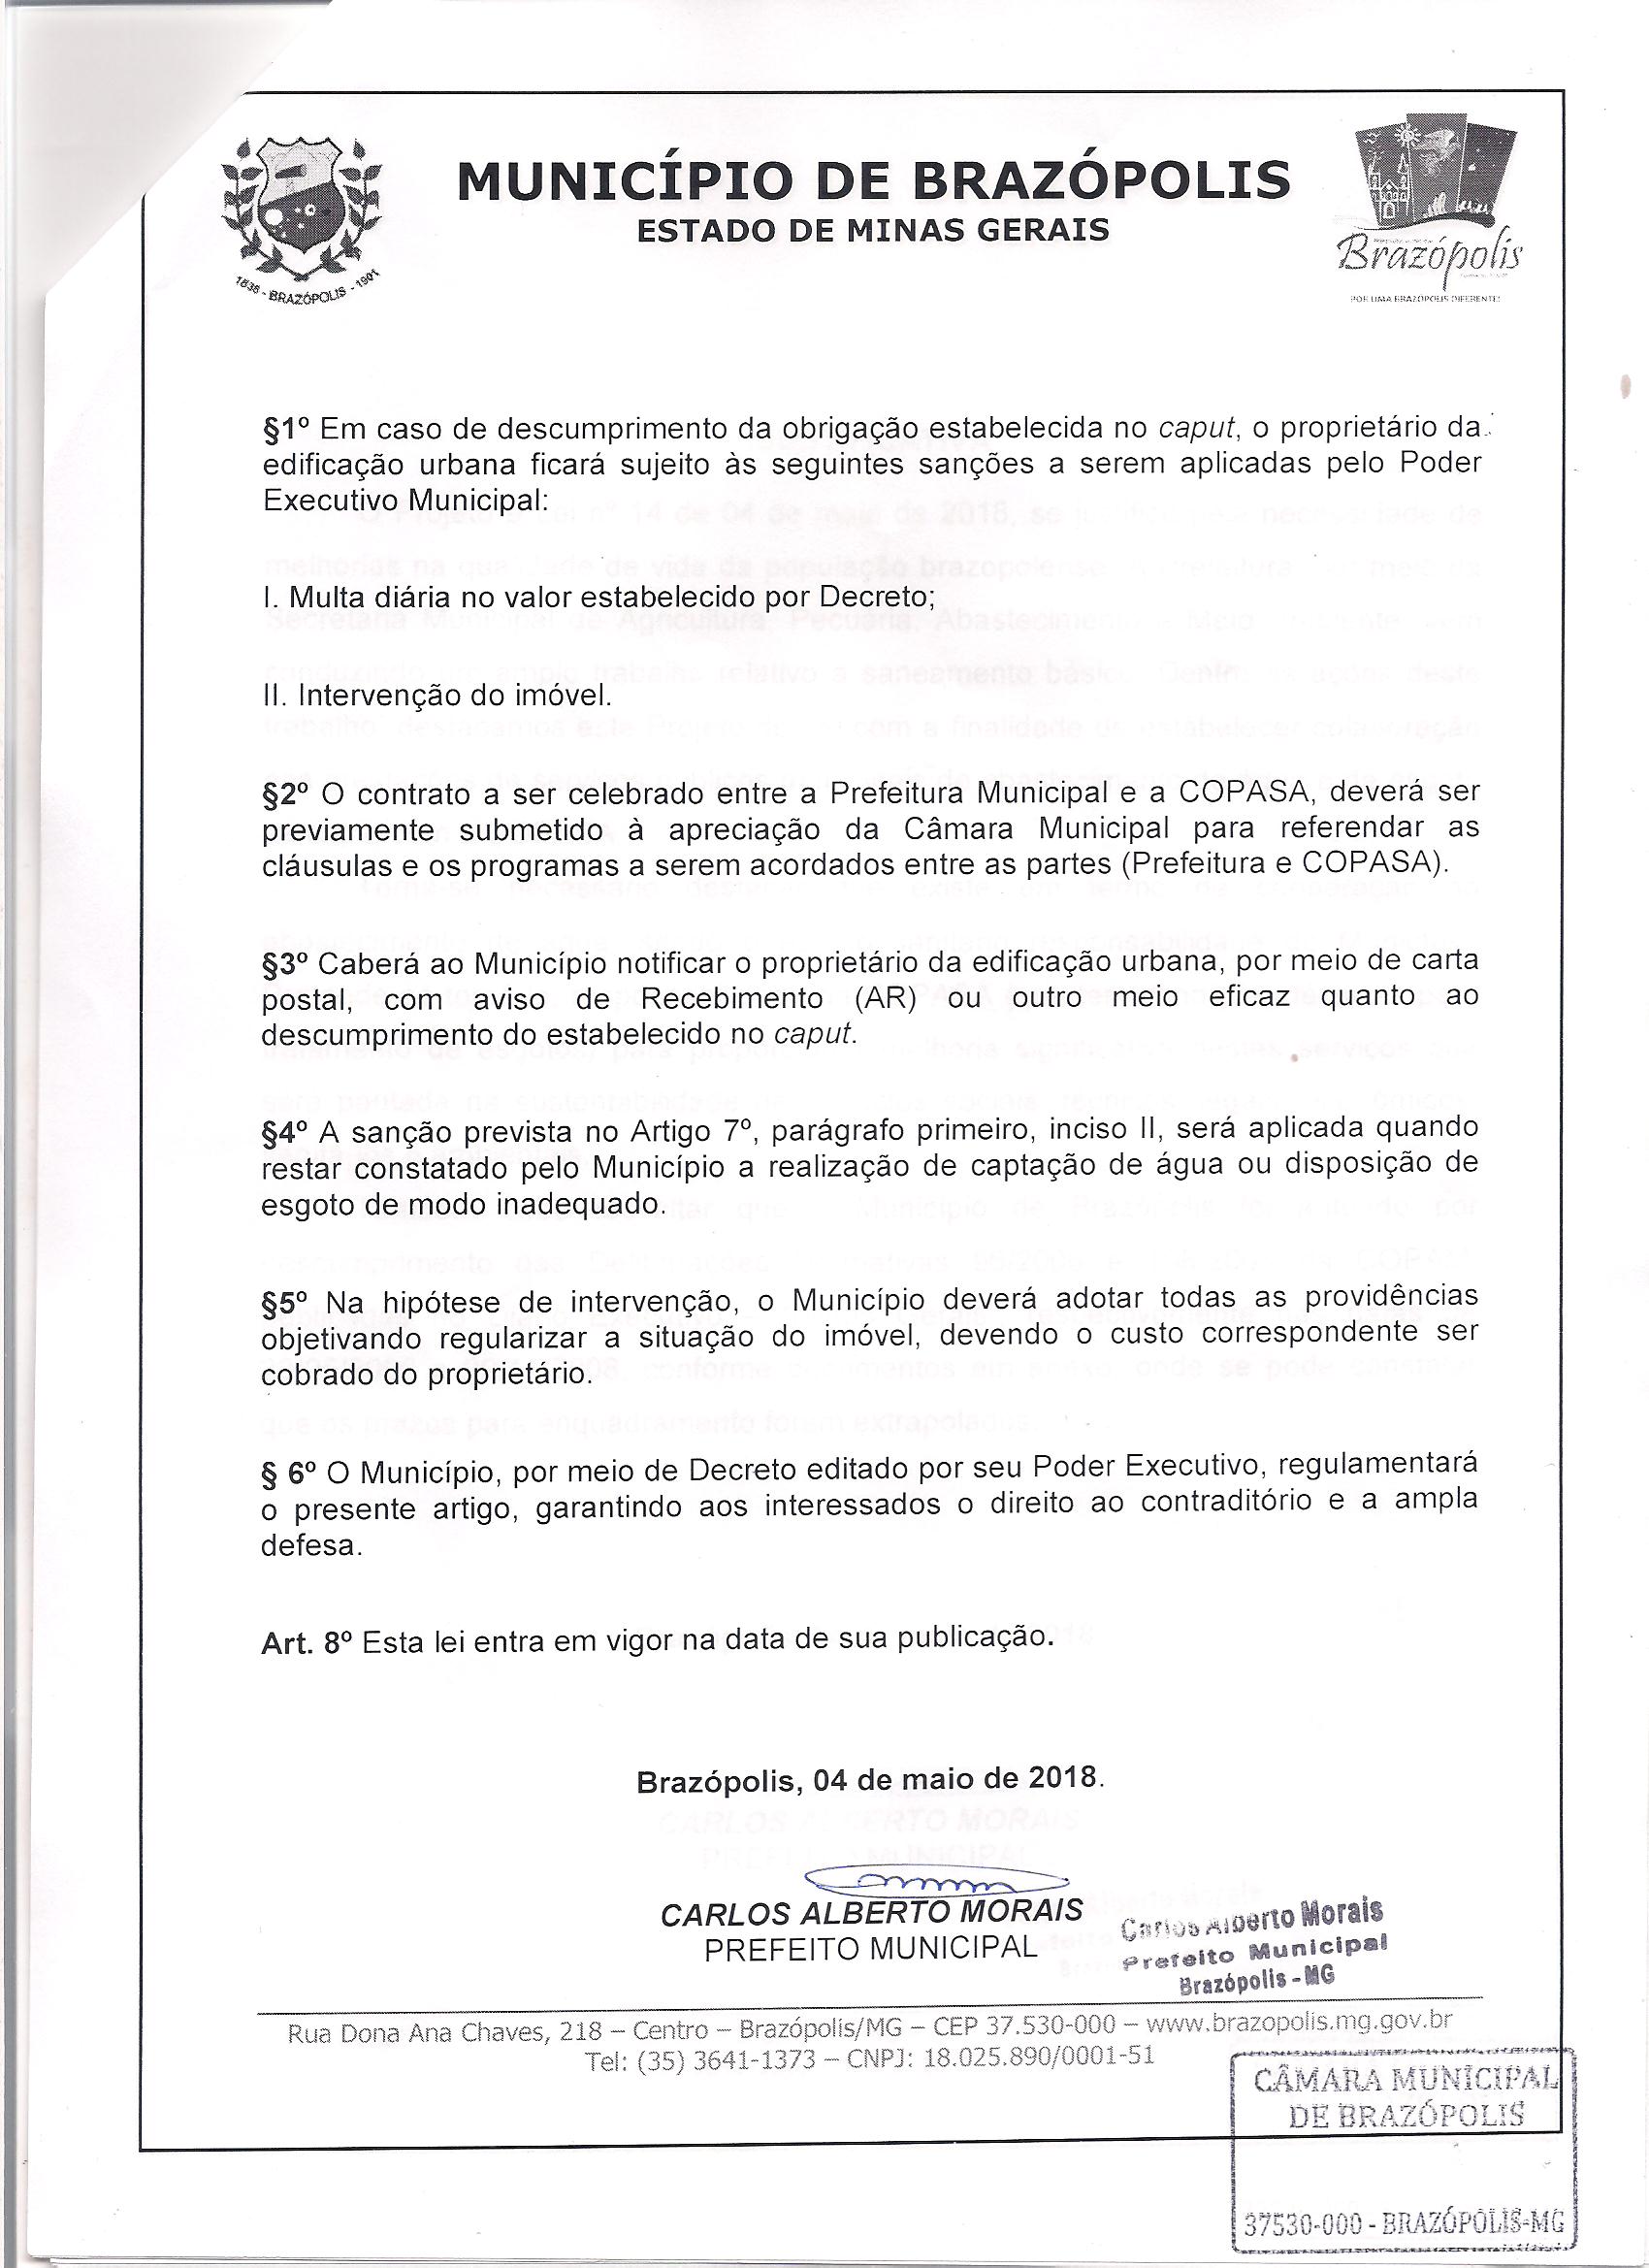 MUNICÍPIO DE BRAZÓPOLIS
ESTADO DE MINAS GERAIS
1838 - BRAZÓPOLIS - 1901
Brazópolis
POR UMA BRAZÓPOLIS DIFERENTE!
§1º Em caso de descumprimento da obrigação estabelecida no caput, o proprietário da
edificação urbana ficará sujeito às seguintes sanções a serem aplicadas pelo Poder
Executivo Municipal:
I. Multa diária no valor estabelecido por Decreto;
II. Intervenção do imóvel.
§2º O contrato a ser celebrado entre a Prefeitura Municipal e a COPASA, deverá ser
previamente submetido à apreciação da Câmara Municipal para referendar as
cláusulas e os programas a serem acordados entre as partes (Prefeitura e COPASA).
§3º Caberá ao Município notificar o proprietário da edificação urbana, por meio de carta
postal, com aviso de Recebimento (AR) ou outro meio eficaz quanto ao
descumprimento do estabelecido no caput.
§4º A sanção prevista no Artigo 7º, parágrafo primeiro, inciso II, será aplicada quando
restar constatado pelo Município a realização de captação de água ou disposição de
esgoto de modo inadequado.
§5º Na hipótese de intervenção, o Município deverá adotar todas as providências
objetivando regularizar a situação do imóvel, devendo o custo correspondente ser
cobrado do proprietário.
§ 6º O Município, por meio de Decreto editado por seu Poder Executivo, regulamentará
o presente artigo, garantindo aos interessados o direito ao contraditório e a ampla
defesa.
Art. 8º Esta lei entra em vigor na data de sua publicação.
Brazópolis, 04 de maio de 2018.
CARLOS ALBERTO MORAIS
PREFEITO MUNICIPAL
Carlos Alberto Morais
Prefeito Municipal
Brazópolis - MG
Rua Dona Ana Chaves, 218 – Centro – Brazópolis/MG – CEP 37.530-000 – www.brazopolis.mg.gov.br
Tel: (35) 3641-1373 – CNPJ: 18.025.890/0001-51
CÂMARA MUNICIPAL
DE BRAZÓPOLIS
37530-000 - BRAZÓPOLIS-MG